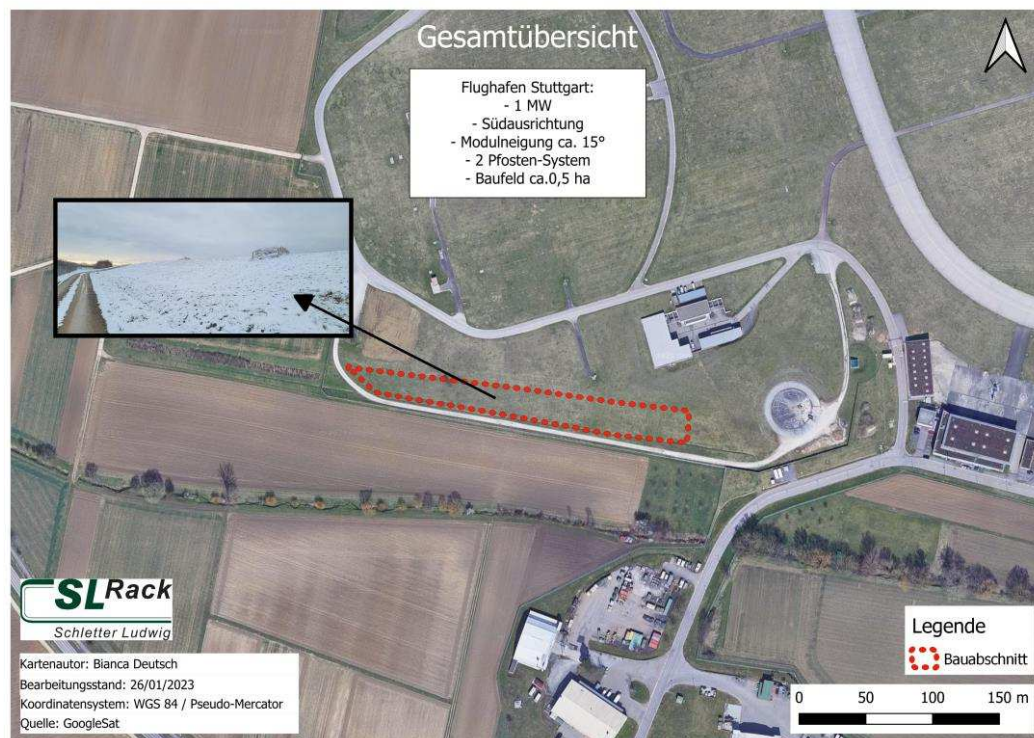 Gesamtübersicht
Flughafen Stuttgart:
- 1 MW
- Südausrichtung
- Modulneigung ca. 15°
- 2 Pfosten-System
- Baufeld ca.0,5 ha
SLRack
Schletter Ludwig
Kartenautor: Bianca Deutsch
Bearbeitungsstand: 26/01/2023
Koordinatensystem: WGS 84 / Pseudo-Mercator
Quelle: GoogleSat
Legende
Bauabschnitt
0 50 100 150 m